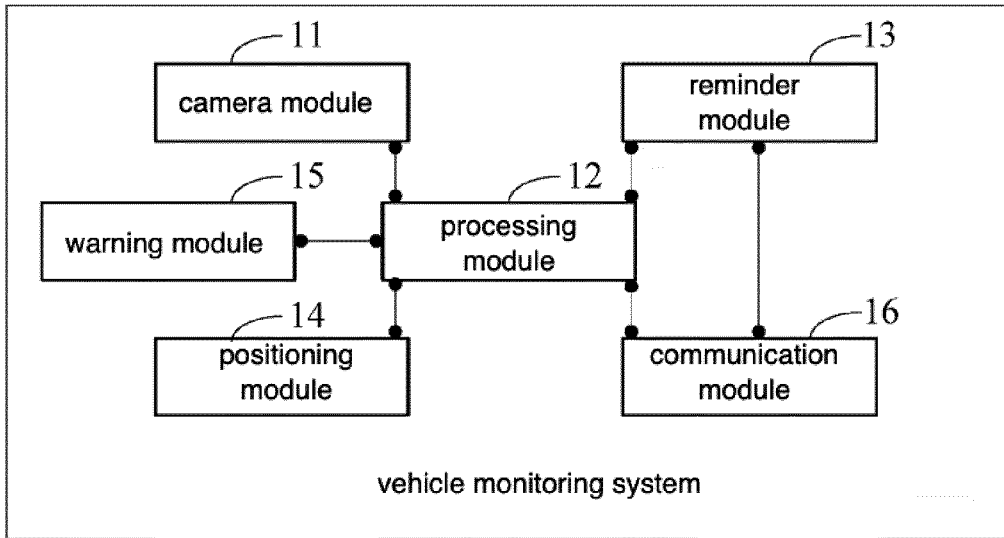 11
camera module
13
reminder
module
15
warning module
12
processing
module
14
positioning
module
16
communication
module
vehicle monitoring system